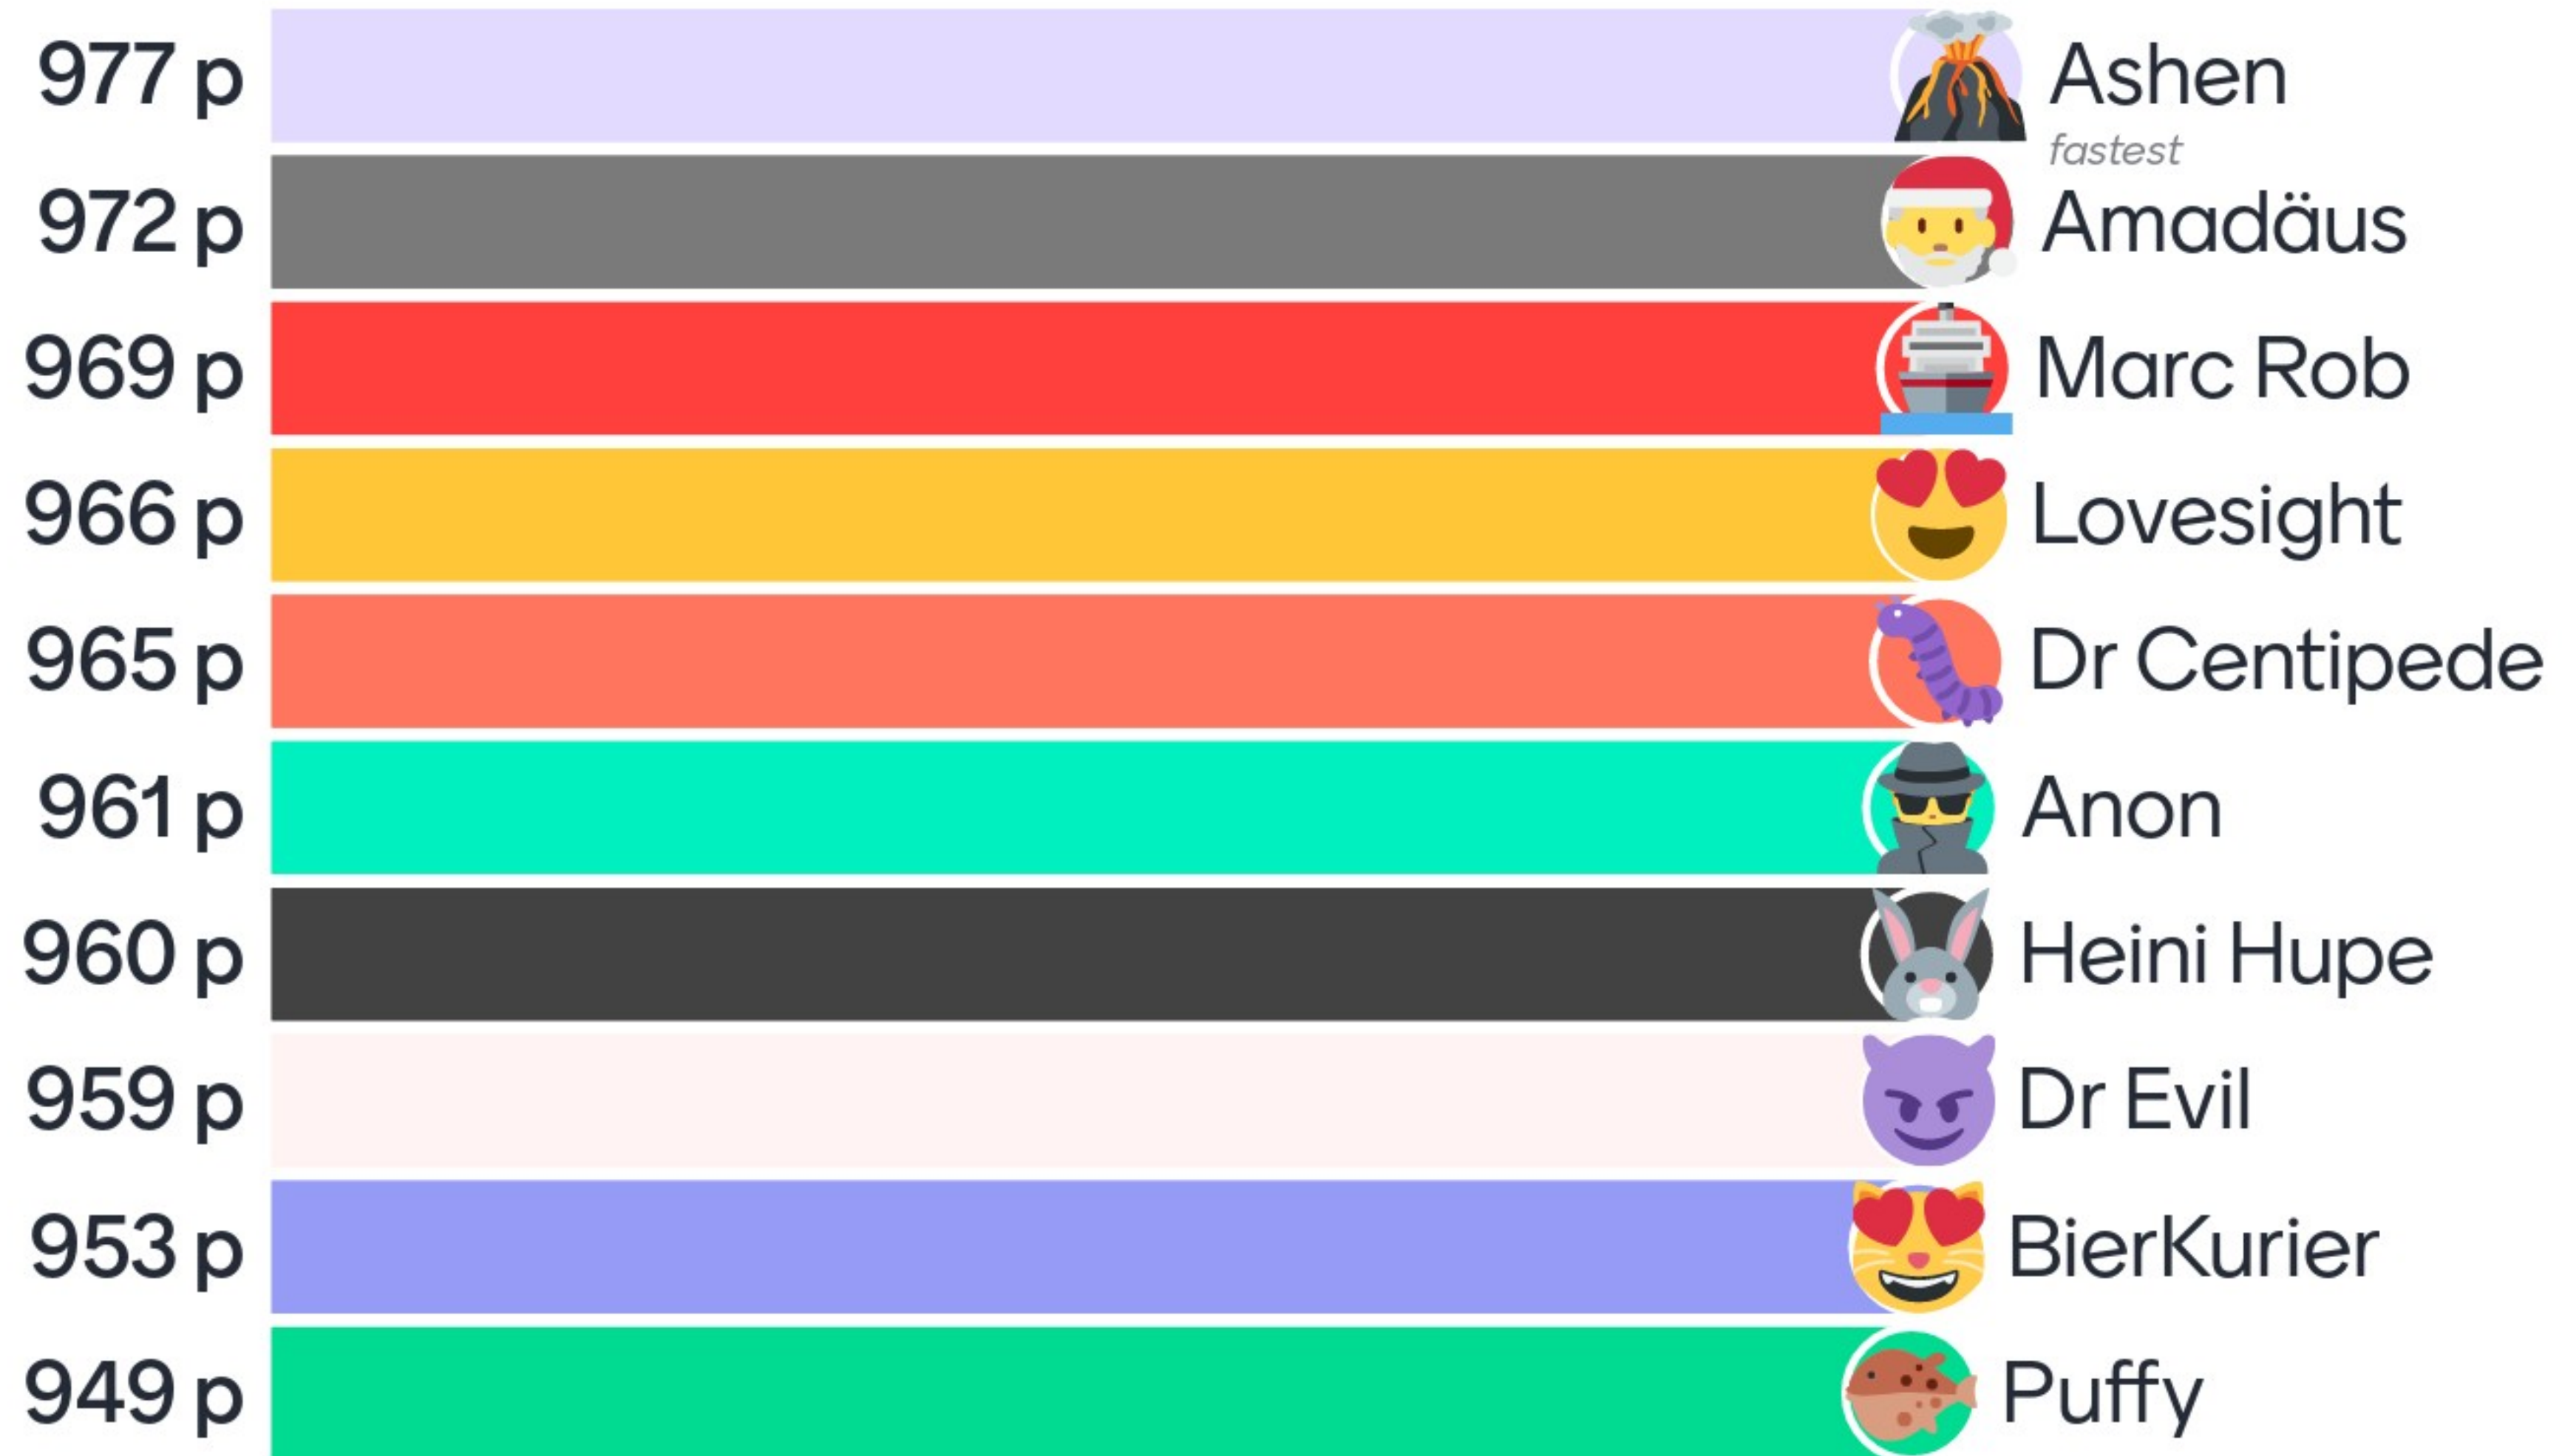 977 p Ashen
fastest
972 p Amadäus
969 p Marc Rob
966 p Lovesight
965 p Dr Centipede
961 p Anon
960 p Heini Hupe
959 p Dr Evil
953 p BierKurier
949 p Puffy